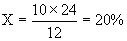 X = 10×24 / 12 = 20%